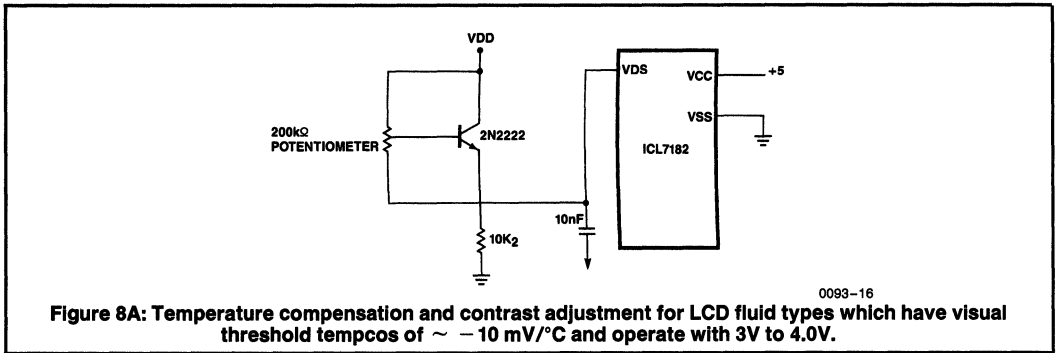 VDD
200kΩ
POTENTIOMETER
2N2222
10K2
10nF
VDS
VCC
+5
VSS
ICL7182
0093–16
Figure 8A: Temperature compensation and contrast adjustment for LCD fluid types which have visual
threshold tempcos of ~ −10 mV/°C and operate with 3V to 4.0V.